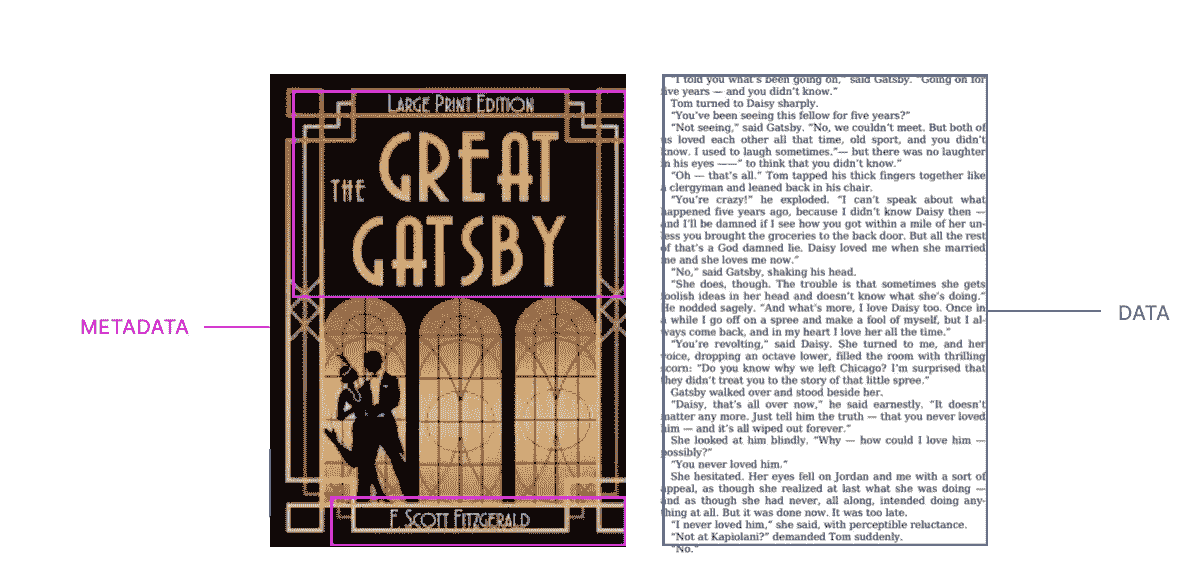 LARGE PRINT EDITION
THE GREAT
GATSBY
METADATA
F. SCOTT FITZGERALD
"I told you what's been going on," said Gatsby. "Going on for
five years — and you didn't know."
Tom turned to Daisy sharply.
"You've been seeing this fellow for five years?"
"Not seeing," said Gatsby. "No, we couldn't meet. But both of
us loved each other all that time, old sport, and you didn't
know. I used to laugh sometimes."— but there was no laughter
in his eyes ——" to think that you didn't know."
"Oh — that's all." Tom tapped his thick fingers together like
a clergyman and leaned back in his chair.
"You're crazy!" he exploded. "I can't speak about what
happened five years ago, because I didn't know Daisy then —
and I'll be damned if I see how you got within a mile of her un-
less you brought the groceries to the back door. But all the rest
of that's a God damned lie. Daisy loved me when she married
me and she loves me now."
"No," said Gatsby, shaking his head.
"She does, though. The trouble is that sometimes she gets
foolish ideas in her head and doesn't know what she's doing."
He nodded sagely. "And what's more, I love Daisy too. Once in
a while I go off on a spree and make a fool of myself, but I al-
ways come back, and in my heart I love her all the time."
"You're revolting," said Daisy. She turned to me, and her
voice, dropping an octave lower, filled the room with thrilling
scorn: "Do you know why we left Chicago? I'm surprised that
they didn't treat you to the story of that little spree."
Gatsby walked over and stood beside her.
"Daisy, that's all over now," he said earnestly. "It doesn't
matter any more. Just tell him the truth — that you never loved
him — and it's all wiped out forever."
She looked at him blindly. "Why — how could I love him —
possibly?"
"You never loved him."
She hesitated. Her eyes fell on Jordan and me with a sort of
appeal, as though she realized at last what she was doing —
and as though she had never, all along, intended doing any-
thing at all. But it was done now. It was too late.
"I never loved him," she said, with perceptible reluctance.
"Not at Kapiolani?" demanded Tom suddenly.
"No."
DATA